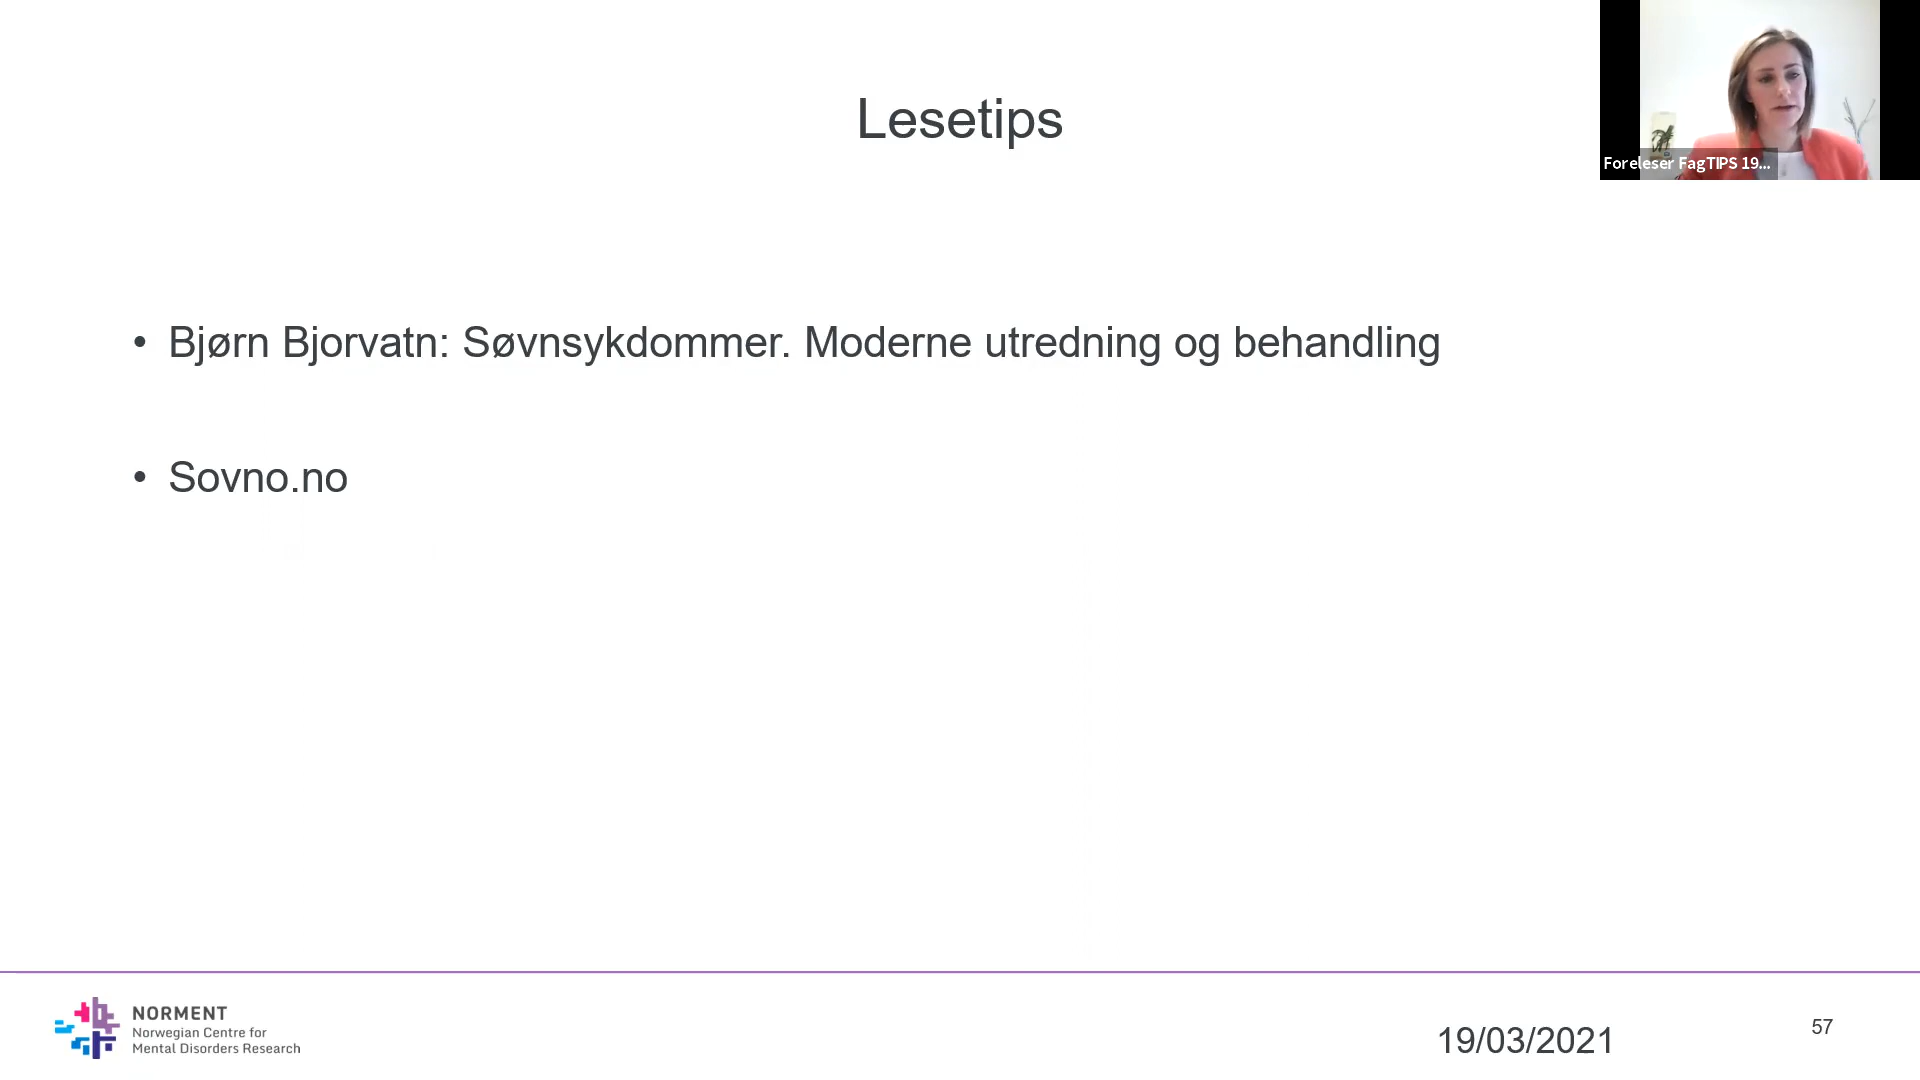 Lesetips
Foreleser FagTIPS 19...
• Bjørn Bjorvatn: Søvnsykdommer. Moderne utredning og behandling
• Sovno.no
NORMENT
Norwegian Centre for
Mental Disorders Research
19/03/2021
57